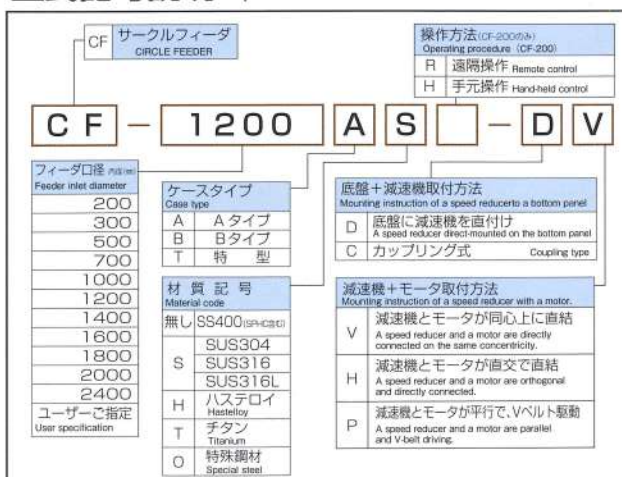 CF サークルフィーダ
CIRCLE FEEDER
操作方法(CF-200のみ)
Operating procedure (CF-200)
R 遠隔操作 Remote control
H 手元操作 Hand-held control
CF － 1200 A S － D V
フィーダ口径 内径(㎜)
Feeder inlet diameter
200
300
500
700
1000
1200
1400
1600
1800
2000
2400
ユーザーご指定
User specification
ケースタイプ
Case type
A Aタイプ
B Bタイプ
T 特 型
材質記号
Material code
無し SS400(SPHC含む)
S SUS304
SUS316
SUS316L
H ハステロイ
Hastelloy
T チタン
Titanium
O 特殊鋼材
Special steel
底盤＋減速機取付方法
Mounting instruction of a speed reducerto a bottom panel
D 底盤に減速機を直付け
A speed reducer direct-mounted on the bottom panel
C カップリング式 Coupling type
減速機＋モータ取付方法
Mounting instruction of a speed reducer with a motor.
V 減速機とモータが同心上に直結
A speed reducer and a motor are directly
connected on the same concentricity.
H 減速機とモータが直交で直結
A speed reducer and a motor are orthogonal
and directly connected.
P 減速機とモータが平行で、Vベルト駆動
A speed reducer and a motor are parallel
and V-belt driving.